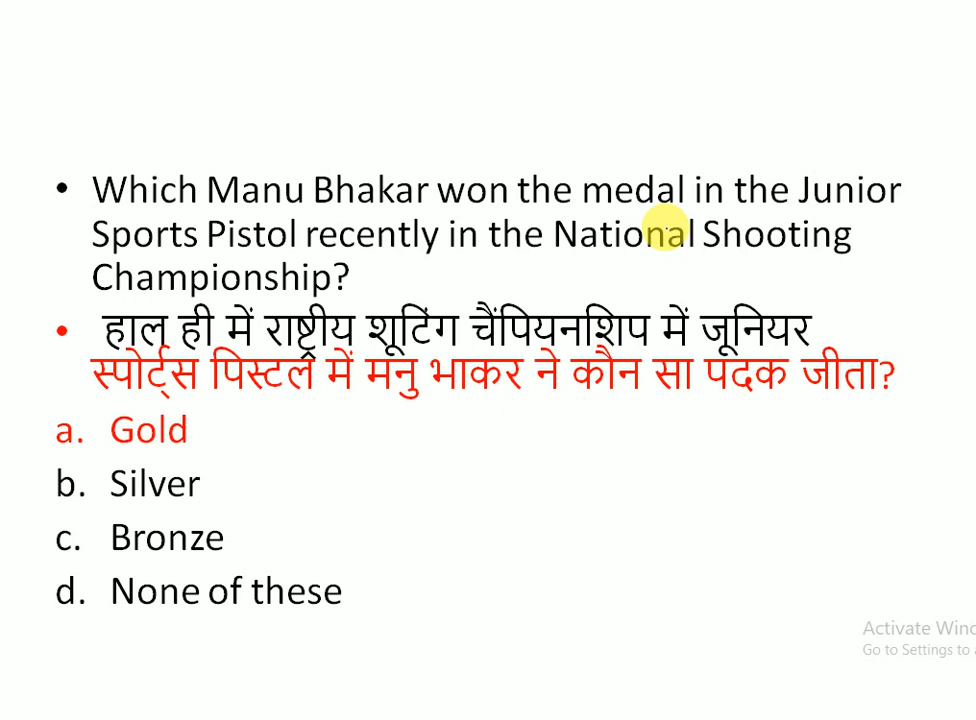 • Which Manu Bhakar won the medal in the Junior
Sports Pistol recently in the National Shooting
Championship?
• हाल ही में राष्ट्रीय शूटिंग चैंपियनशिप में जूनियर
स्पोर्ट्स पिस्टल में मनु भाकर ने कौन सा पदक जीता?
a. Gold
b. Silver
c. Bronze
d. None of these
Activate Winc
Go to Settings to a